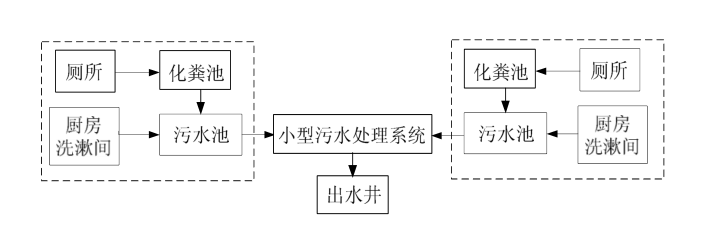 厕所
化粪池
化粪池
厕所
厨房
洗漱间
污水池
小型污水处理系统
污水池
厨房
洗漱间
出水井